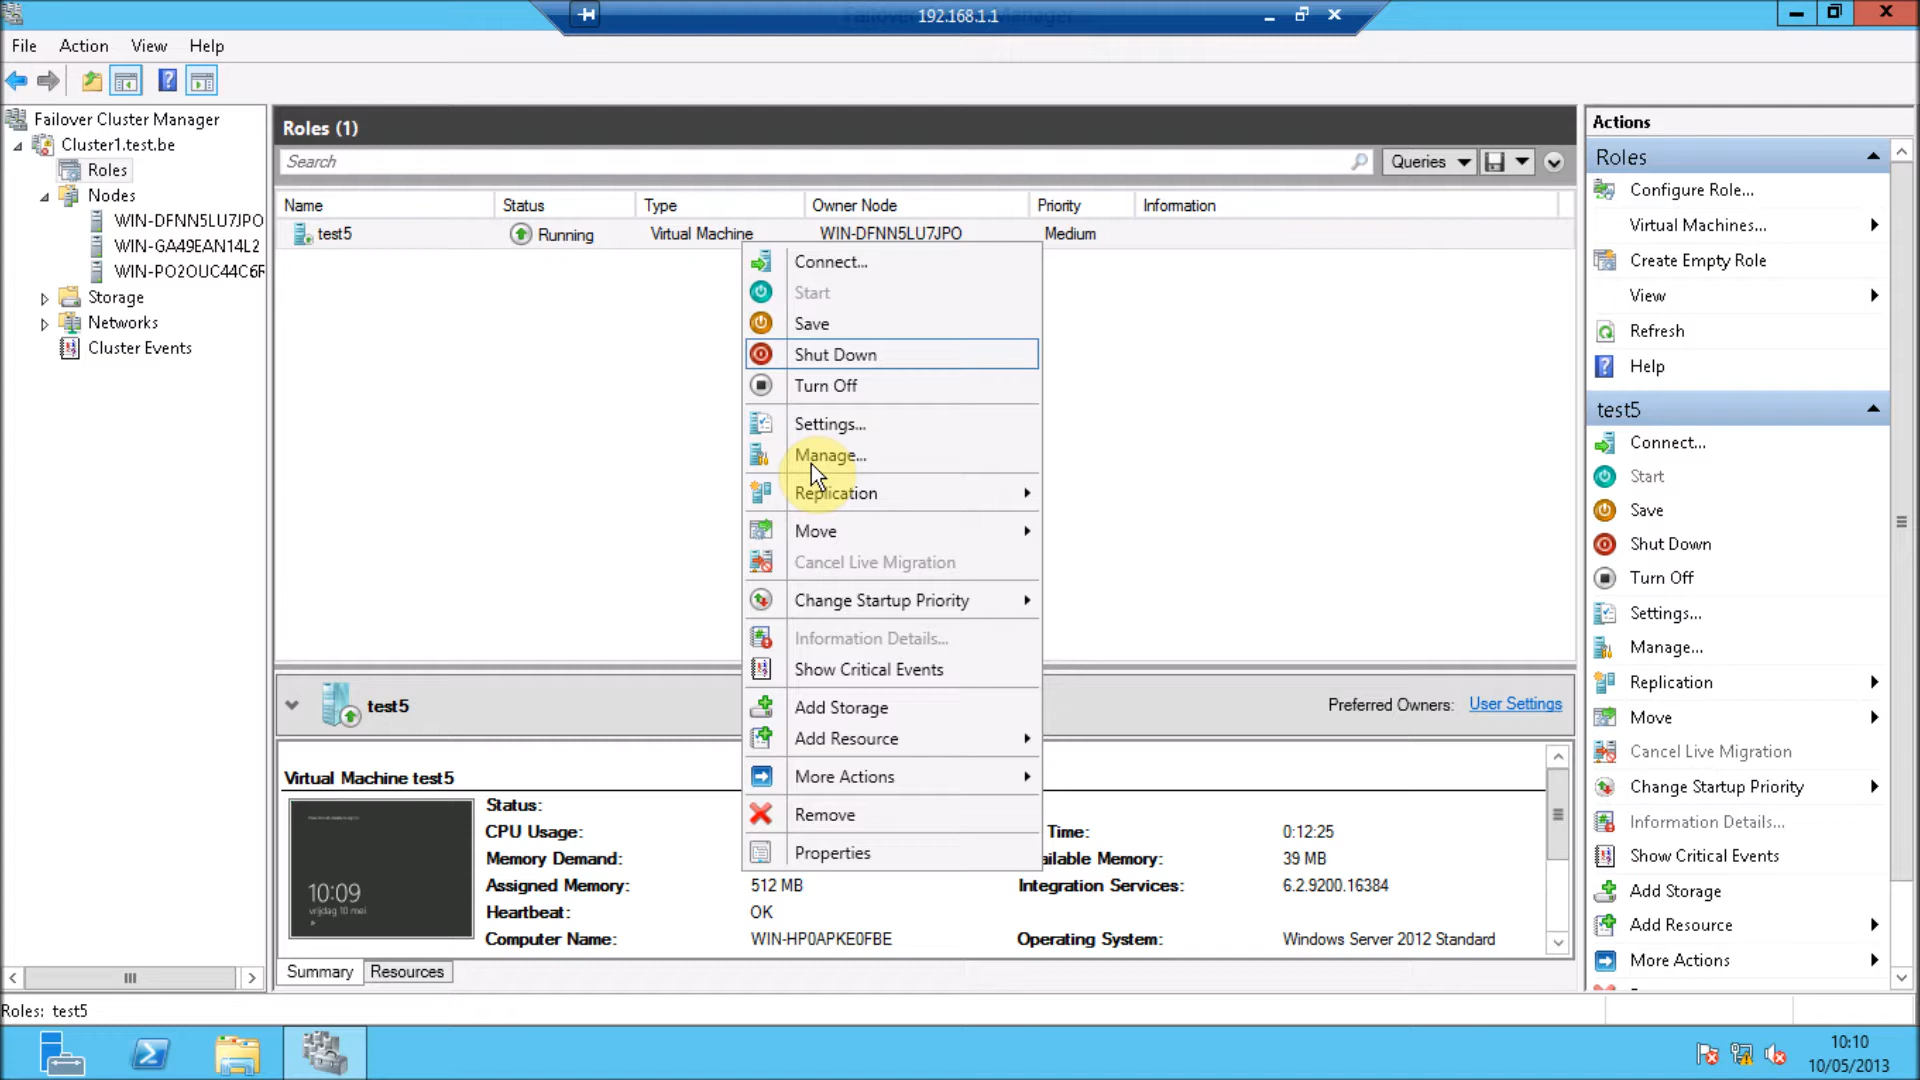 192.168.1.1
File Action View Help
Failover Cluster Manager
Cluster1.test.be
Roles
Nodes
WIN-DFNN5LU7JPO
WIN-GA49EAN14L2
WIN-PO2OUC44C6F
Storage
Networks
Cluster Events
Roles (1)
Search
Queries
Name Status Type Owner Node Priority Information
test5 Running Virtual Machine WIN-DFNN5LU7JPO Medium
Connect...
Start
Save
Shut Down
Turn Off
Settings...
Manage...
Replication
Move
Cancel Live Migration
Change Startup Priority
Information Details...
Show Critical Events
Add Storage
Add Resource
More Actions
Remove
Properties
test5
Preferred Owners: User Settings
Virtual Machine test5
10:09
vrijdag 10 mei
Status:
CPU Usage: Time: 0:12:25
Memory Demand: ailable Memory: 39 MB
Assigned Memory: 512 MB Integration Services: 6.2.9200.16384
Heartbeat: OK
Computer Name: WIN-HP0APKE0FBE Operating System: Windows Server 2012 Standard
Summary Resources
Actions
Roles
Configure Role...
Virtual Machines...
Create Empty Role
View
Refresh
Help
test5
Connect...
Start
Save
Shut Down
Turn Off
Settings...
Manage...
Replication
Move
Cancel Live Migration
Change Startup Priority
Information Details...
Show Critical Events
Add Storage
Add Resource
More Actions
Roles: test5
10:10
10/05/2013